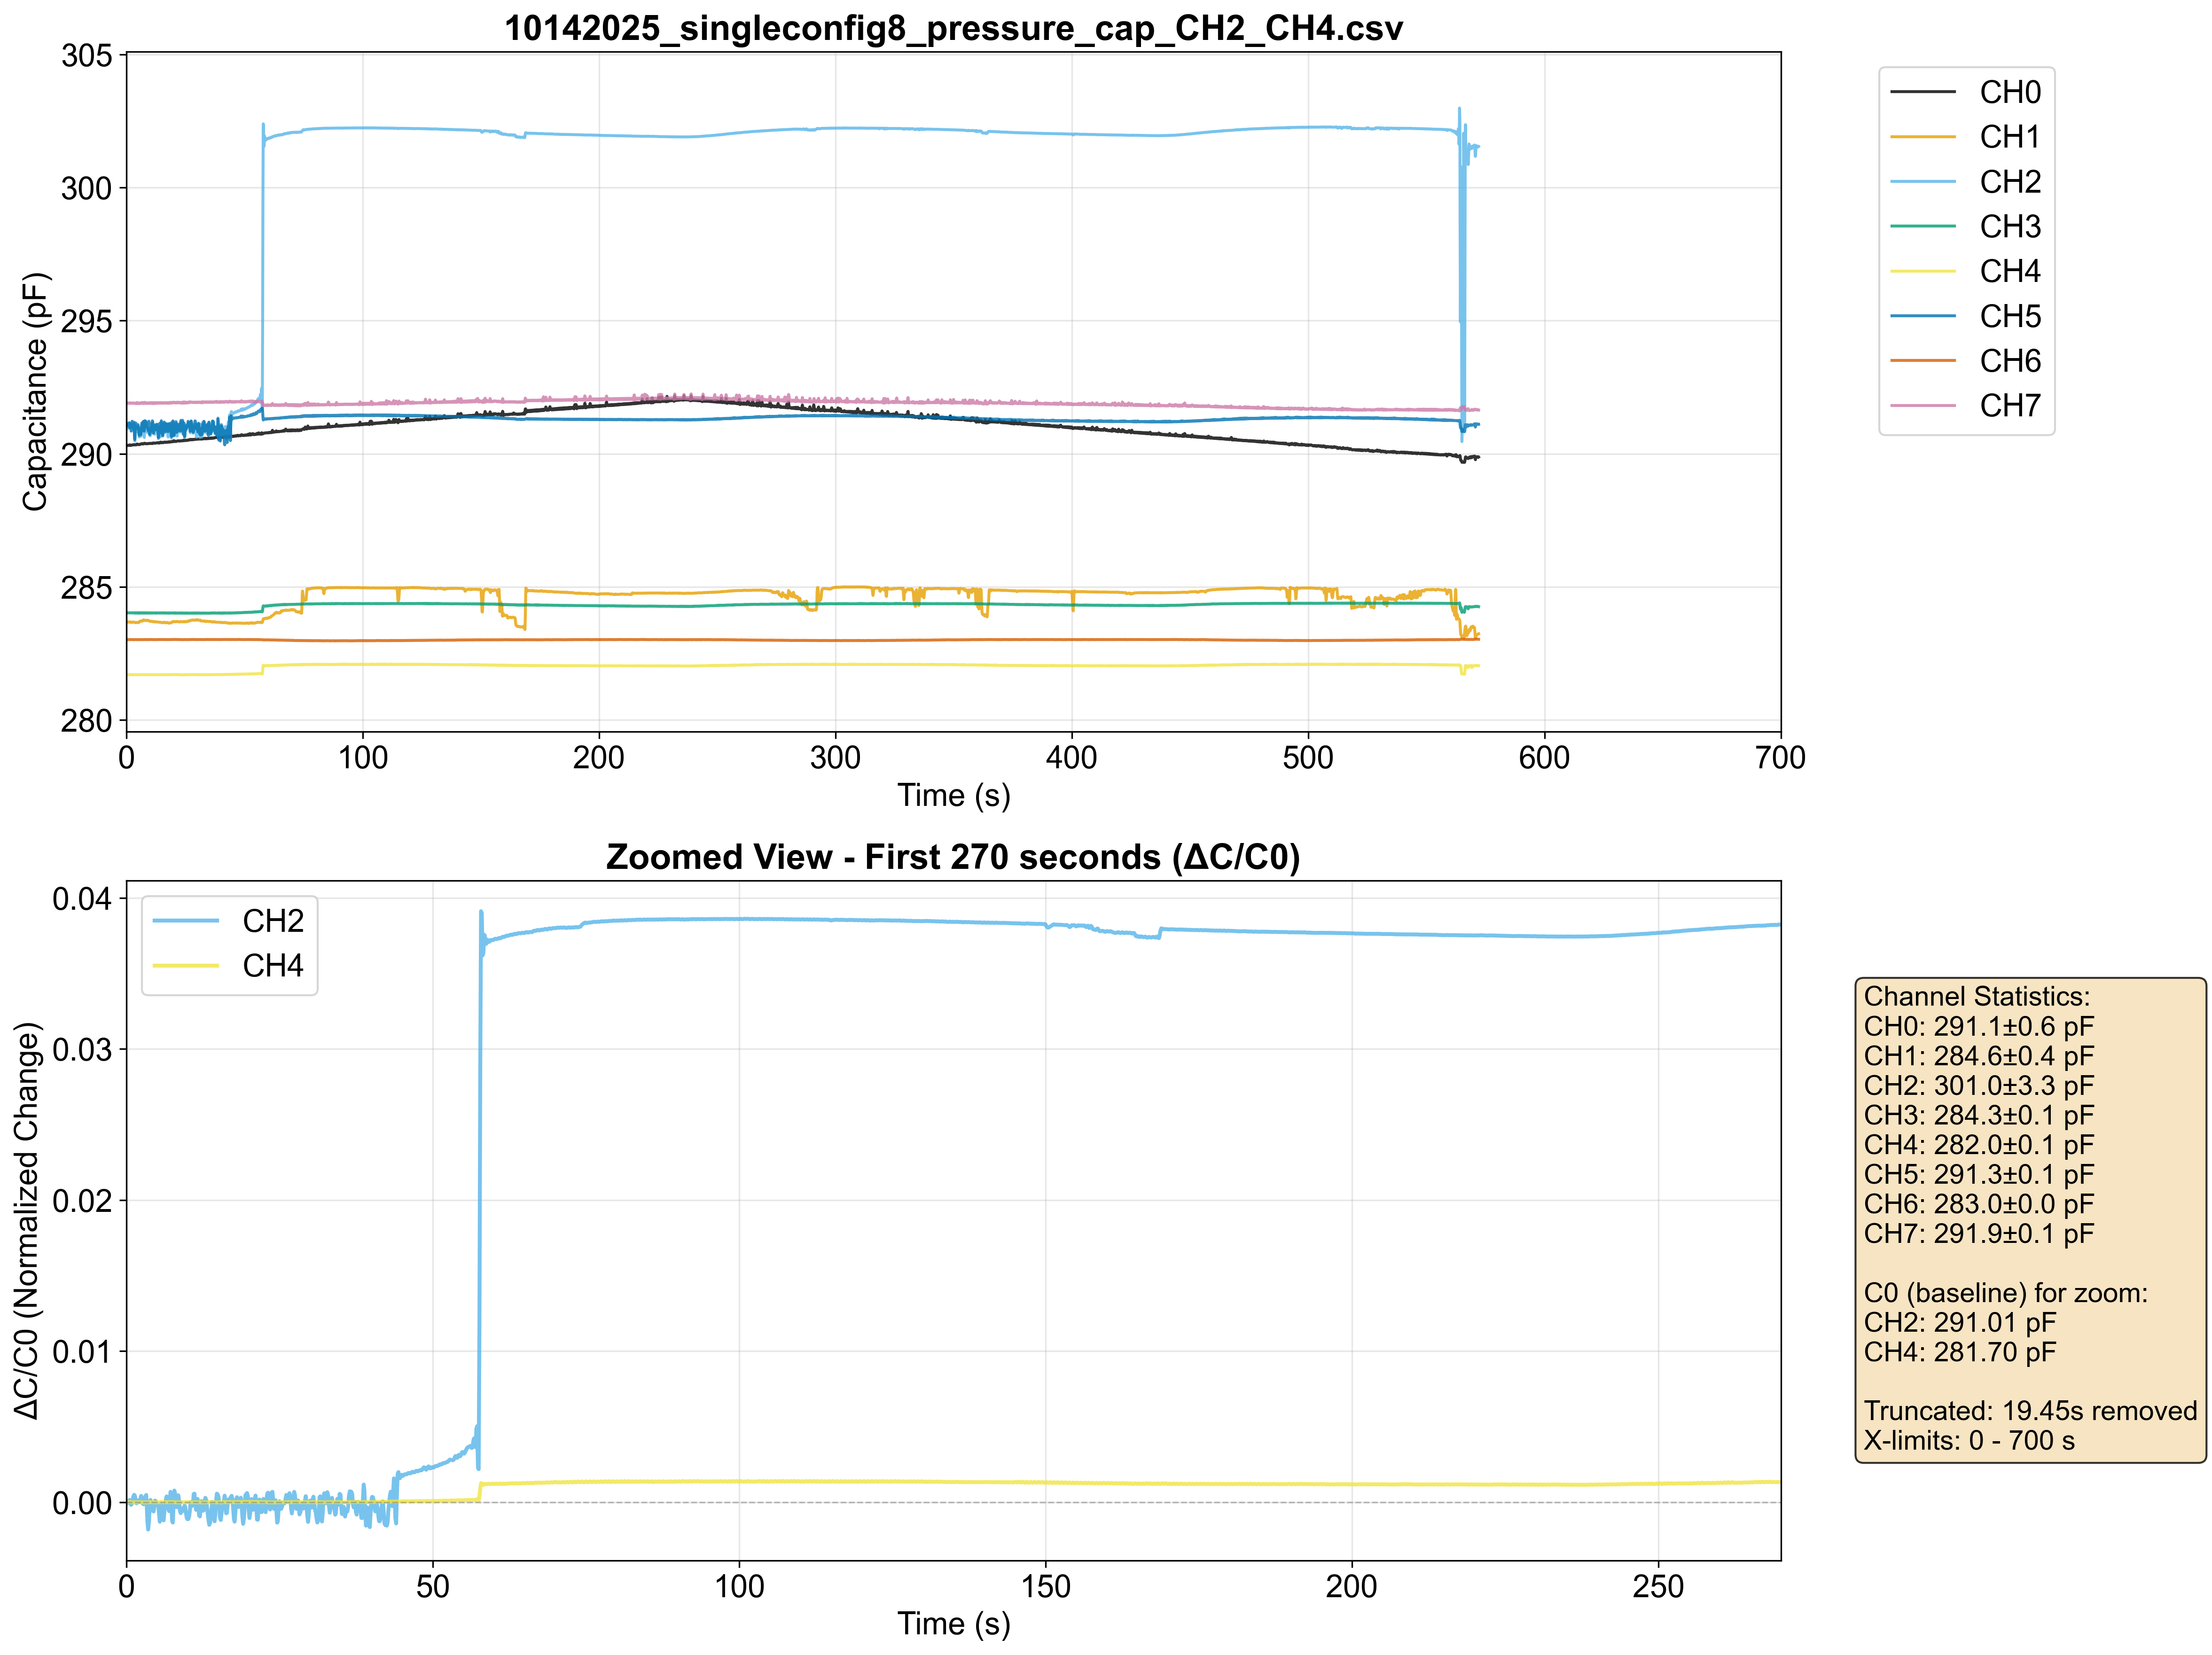 10142025_singleconfig8_pressure_cap_CH2_CH4.csv
305
300
295
290
285
280
Capacitance (pF)
0 100 200 300 400 500 600 700
Time (s)
CH0
CH1
CH2
CH3
CH4
CH5
CH6
CH7
Zoomed View - First 270 seconds (ΔC/C0)
0.04
0.03
0.02
0.01
0.00
ΔC/C0 (Normalized Change)
CH2
CH4
0 50 100 150 200 250
Time (s)
Channel Statistics:
CH0: 291.1±0.6 pF
CH1: 284.6±0.4 pF
CH2: 301.0±3.3 pF
CH3: 284.3±0.1 pF
CH4: 282.0±0.1 pF
CH5: 291.3±0.1 pF
CH6: 283.0±0.0 pF
CH7: 291.9±0.1 pF
C0 (baseline) for zoom:
CH2: 291.01 pF
CH4: 281.70 pF
Truncated: 19.45s removed
X-limits: 0 - 700 s